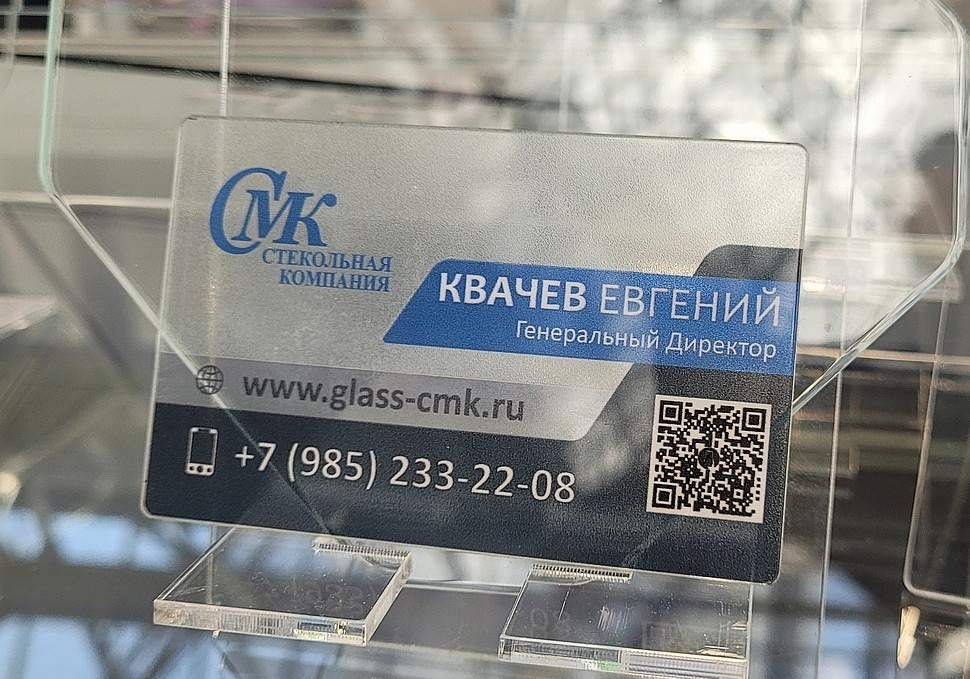 СМК
СТЕКОЛЬНАЯ
КОМПАНИЯ
КВАЧЕВ ЕВГЕНИЙ
Генеральный Директор
www.glass-cmk.ru
+7 (985) 233-22-08